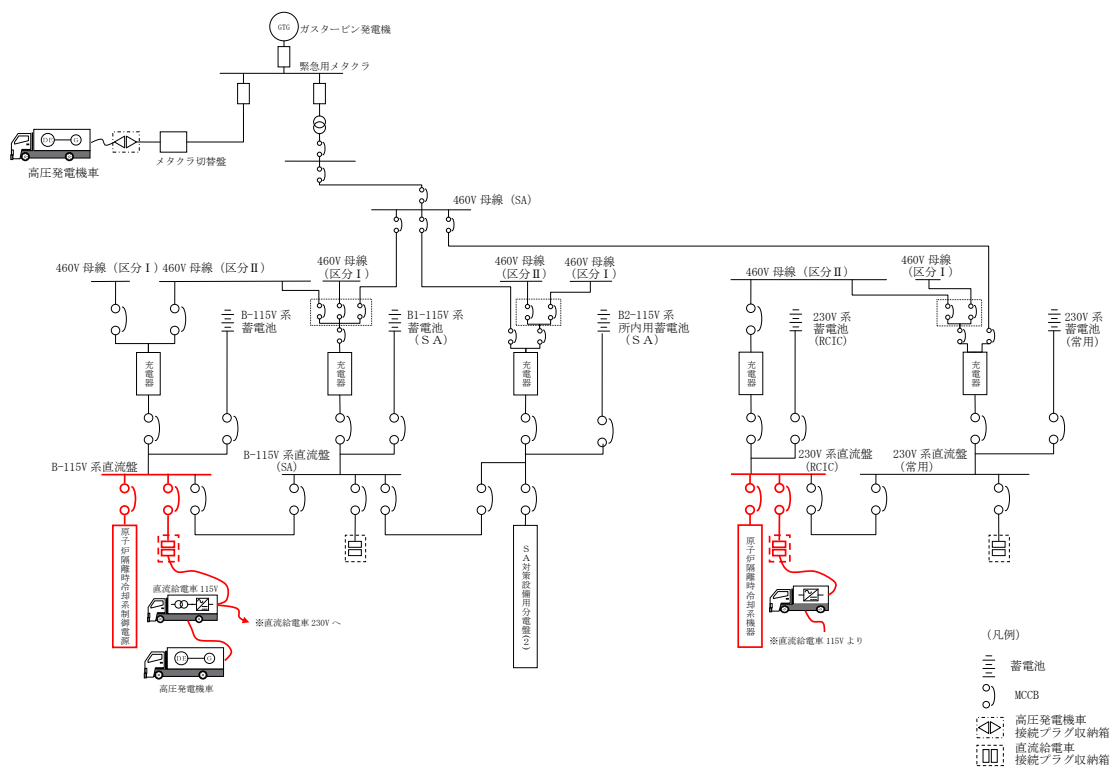 GTG
ガスタービン発電機
緊急用メタクラ
DE
G
メタクラ切替盤
高圧発電機車
460V 母線 (SA)
460V 母線 (区分Ⅰ)
460V 母線 (区分Ⅱ)
460V 母線
(区分Ⅰ)
460V 母線
(区分Ⅱ)
460V 母線
(区分Ⅰ)
460V 母線 (区分Ⅱ)
460V 母線
(区分Ⅰ)
B-115V 系
蓄電池
B1-115V 系
蓄電池
(ＳＡ)
B2-115V 系
所内用蓄電池
(ＳＡ)
230V 系
蓄電池
(RCIC)
230V 系
蓄電池
(常用)
充電器
充電器
充電器
充電器
充電器
B-115V 系直流盤
B-115V 系直流盤
(SA)
230V 系直流盤
(RCIC)
230V 系直流盤
(常用)
原子炉隔離時冷却系制御電源
直流給電車 115V
※直流給電車 230V へ
DE
G
高圧発電機車
ＳＡ対策設備用分電盤(2)
原子炉隔離時冷却系機器
※直流給電車 115V より
(凡例)
蓄電池
MCCB
高圧発電機車
接続プラグ収納箱
直流給電車
接続プラグ収納箱